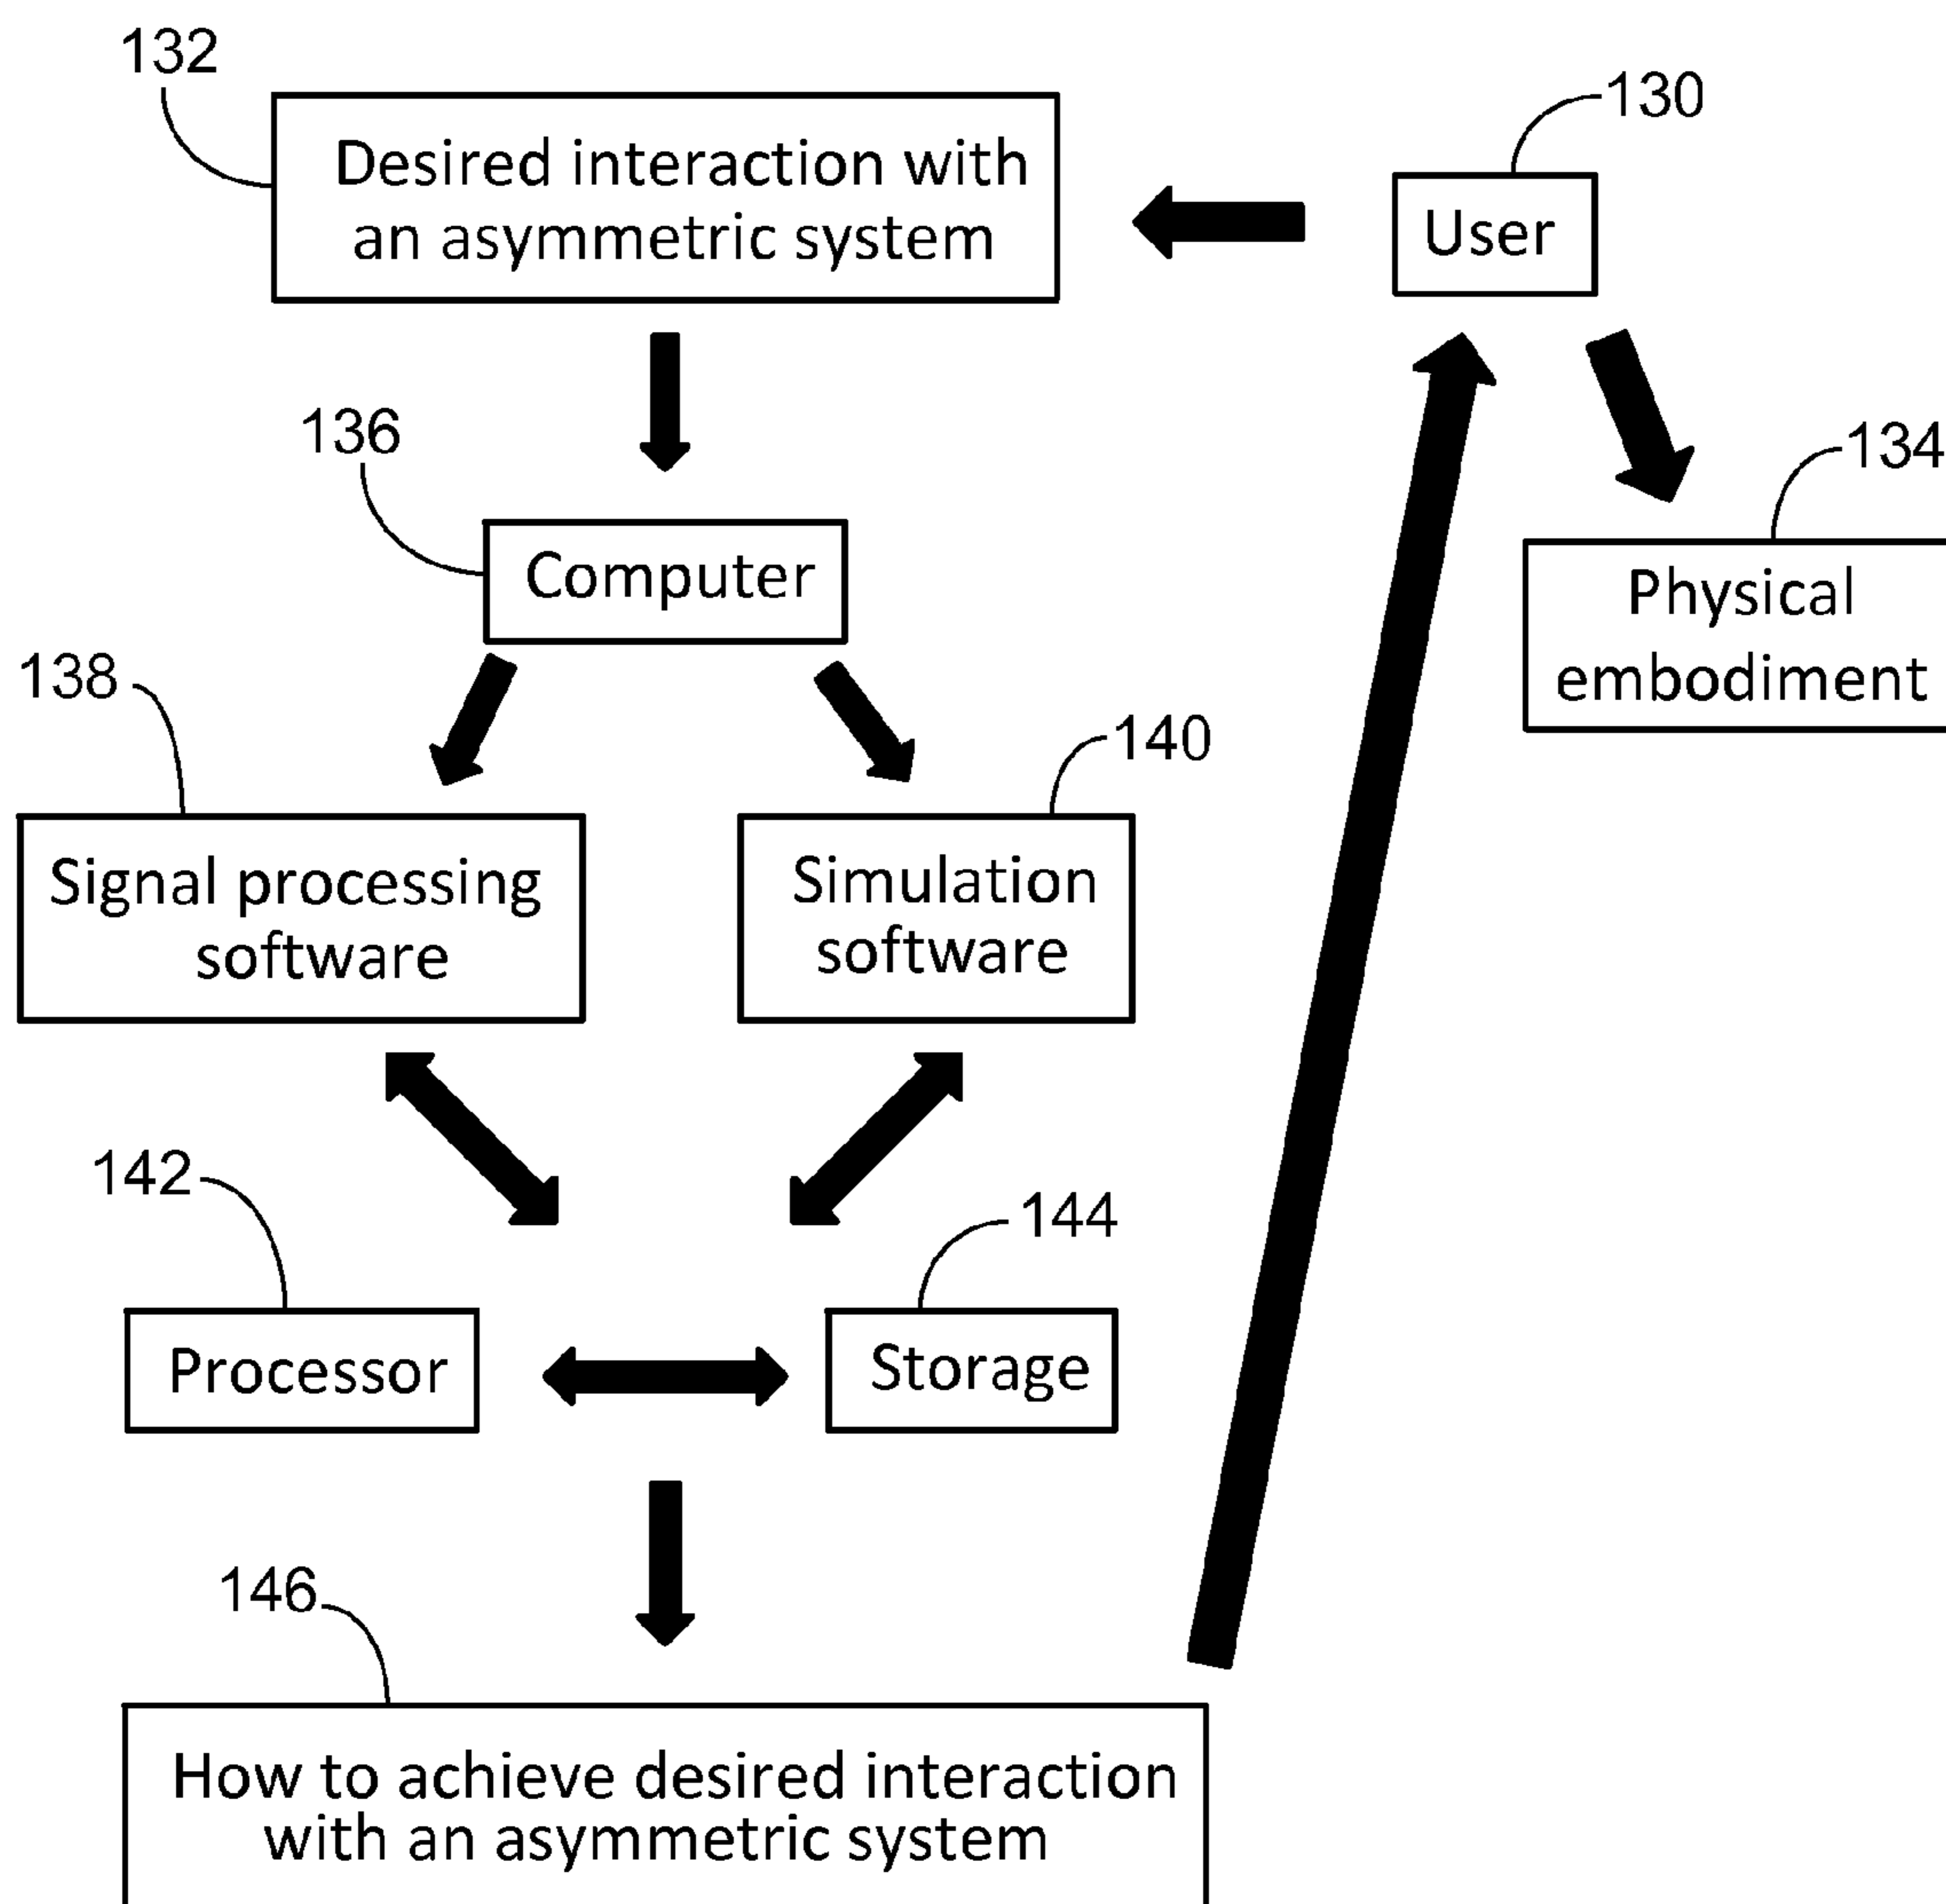 132
130
Desired interaction with
an asymmetric system
User
136
134
Computer
Physical
embodiment
138
140
Signal processing
software
Simulation
software
142
144
Processor
Storage
146
How to achieve desired interaction
with an asymmetric system